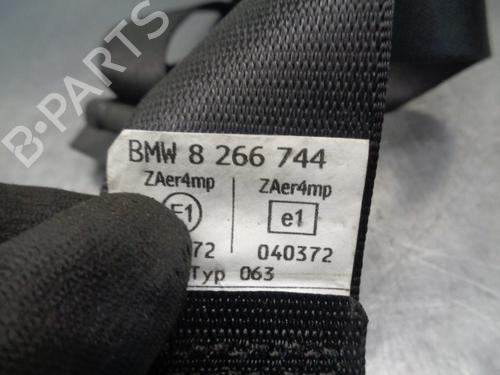 B-PARTS
BMW 8 266 744
ZAer4mp ZAer4mp
E1 e1
72 040372
Typ 063